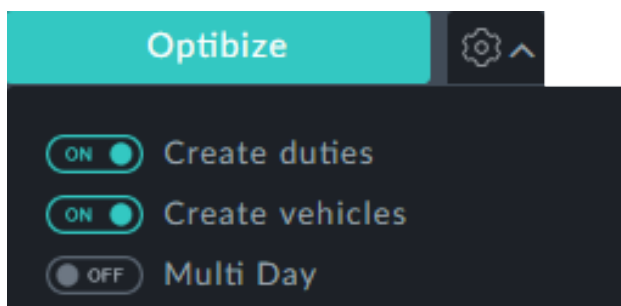 Optibize
ON Create duties
ON Create vehicles
OFF Multi Day